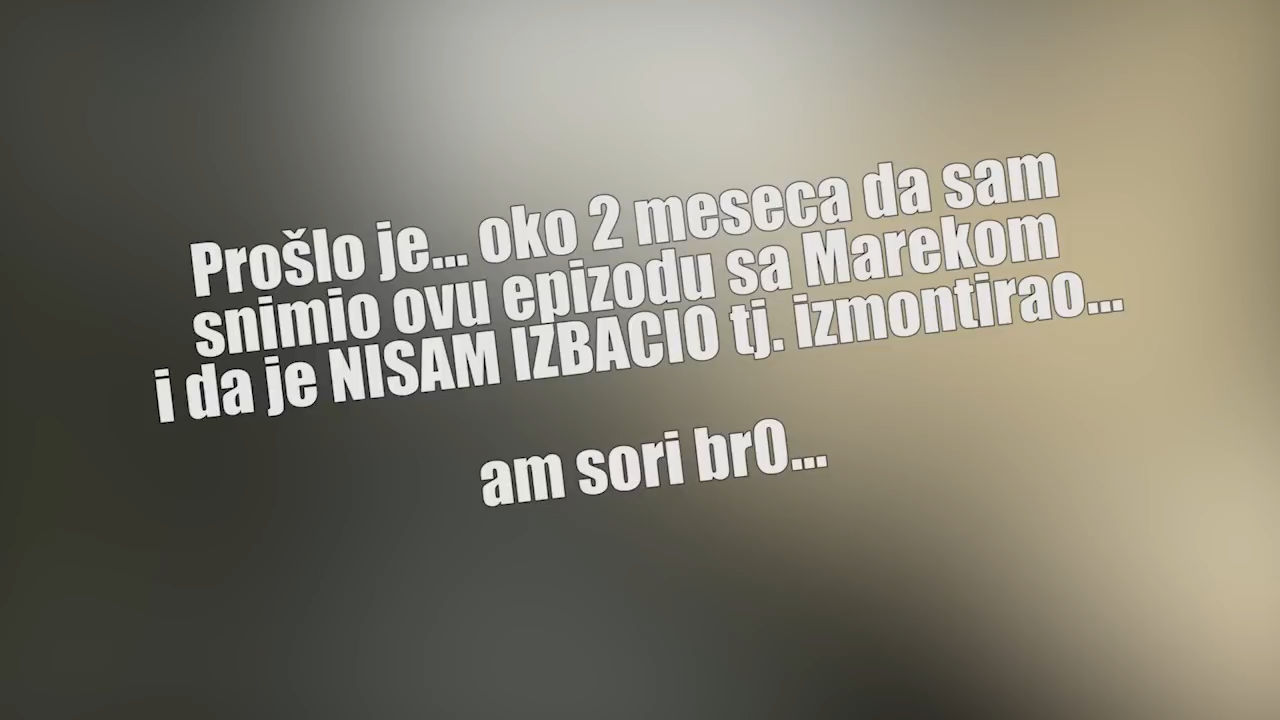 Prošlo je... oko 2 meseca da sam
snimio ovu epizodu sa Marekom
i da je NISAM IZBACIO tj. izmontirao...
am sori br0...